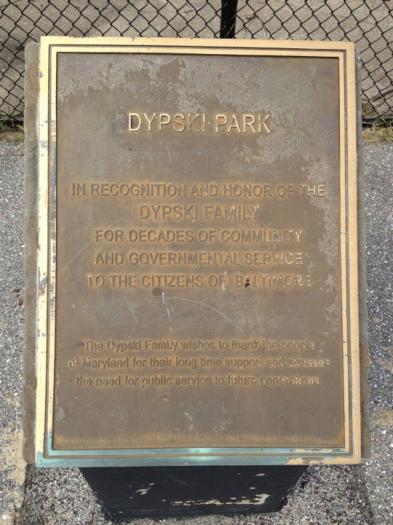 DYPSKI PARK
IN RECOGNITION AND HONOR OF THE
DYPSKI FAMILY
FOR DECADES OF COMMUNITY
AND GOVERNMENTAL SERVICE
TO THE CITIZENS OF BALTIMORE
The Dypski Family wishes to thank the people
of Maryland for their long time support and
the need for public service to future generations